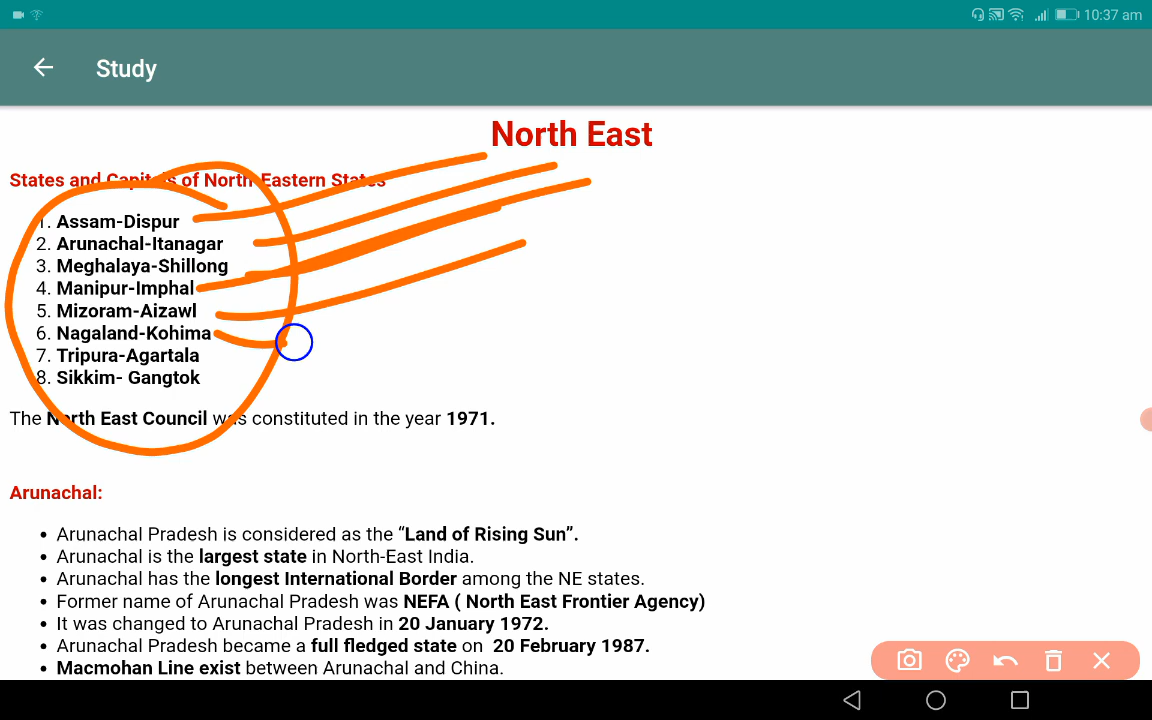 10:37 am
Study
North East
States and Capitals of North Eastern States
1. Assam-Dispur
2. Arunachal-Itanagar
3. Meghalaya-Shillong
4. Manipur-Imphal
5. Mizoram-Aizawl
6. Nagaland-Kohima
7. Tripura-Agartala
8. Sikkim- Gangtok
The North East Council was constituted in the year 1971.
Arunachal:
• Arunachal Pradesh is considered as the “Land of Rising Sun”.
• Arunachal is the largest state in North-East India.
• Arunachal has the longest International Border among the NE states.
• Former name of Arunachal Pradesh was NEFA ( North East Frontier Agency)
• It was changed to Arunachal Pradesh in 20 January 1972.
• Arunachal Pradesh became a full fledged state on 20 February 1987.
• Macmohan Line exist between Arunachal and China.